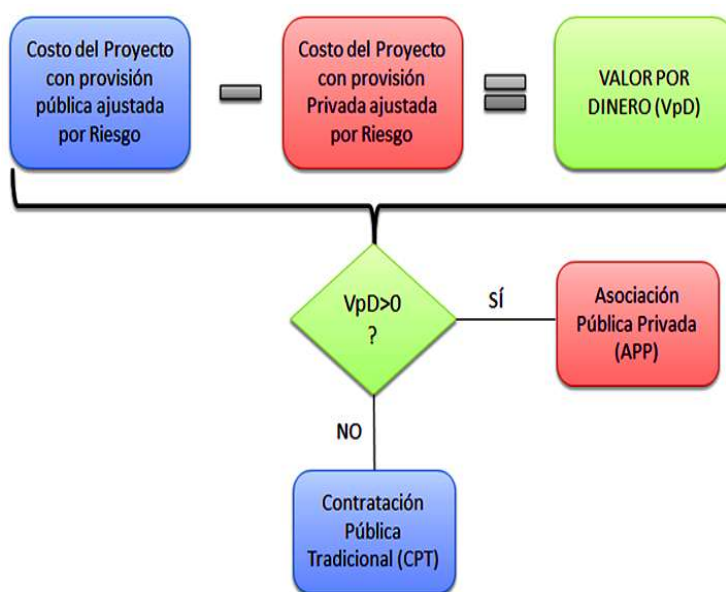 Costo del Proyecto
con provisión
pública ajustada
por Riesgo
Costo del Proyecto
con provisión
Privada ajustada
por Riesgo
VALOR POR
DINERO (VpD)
VpD>0
?
SÍ
Asociación
Pública Privada
(APP)
NO
Contratación
Pública
Tradicional (CPT)